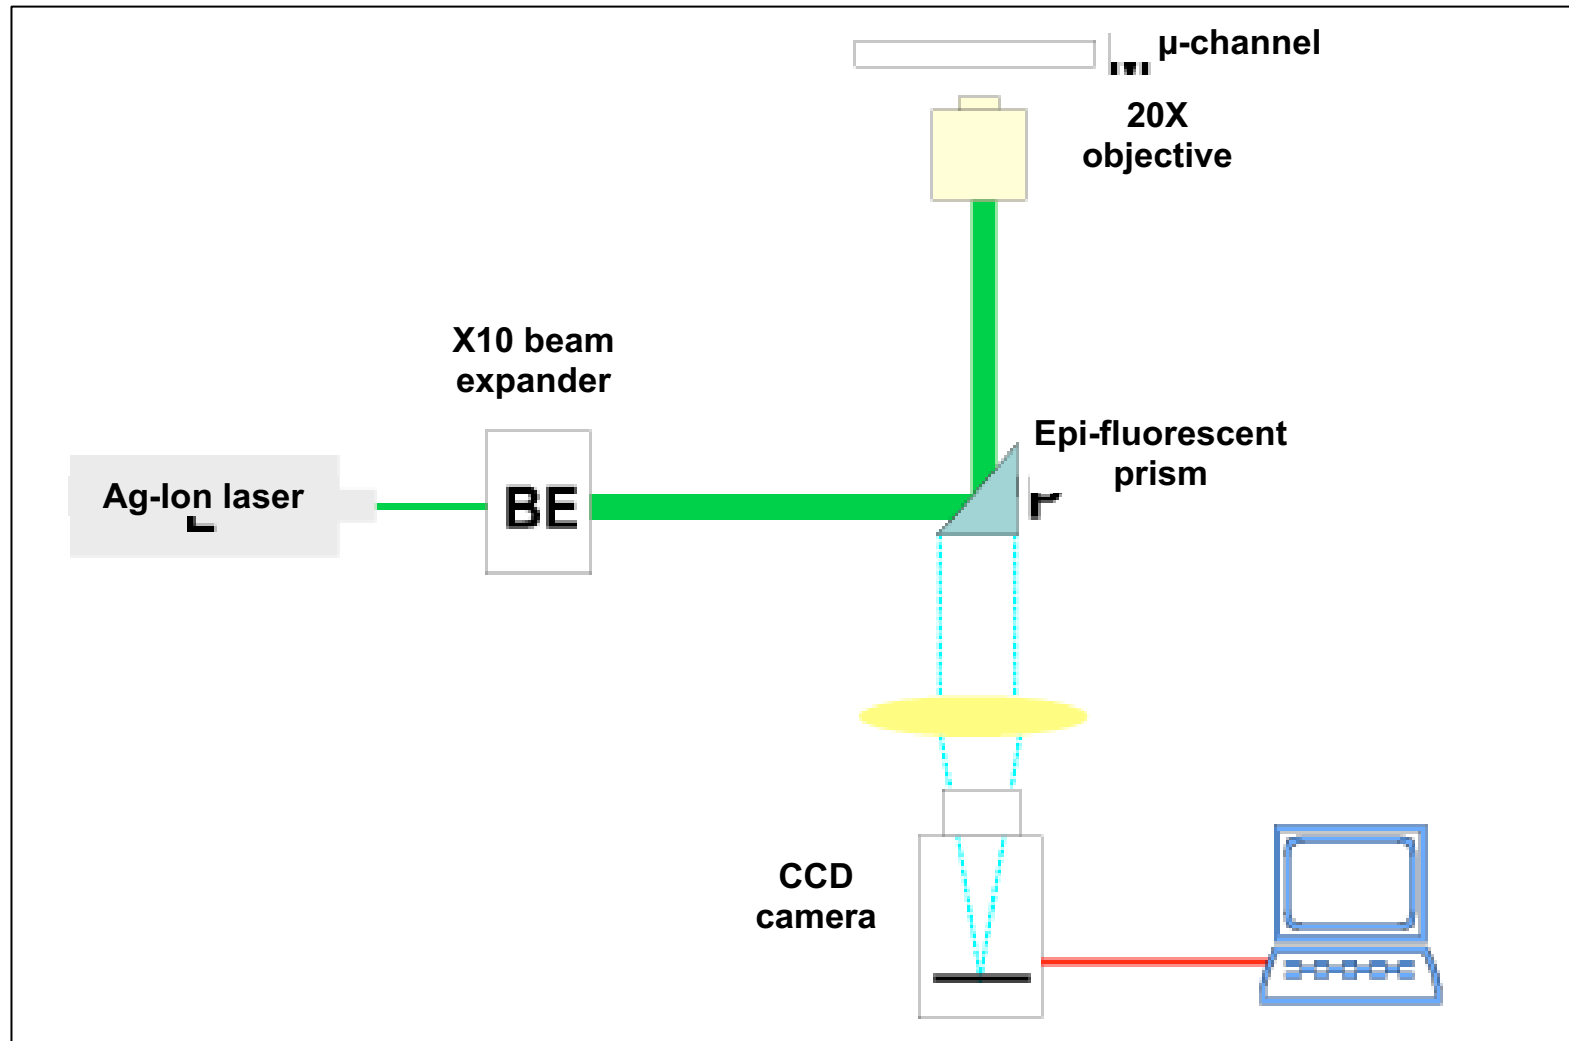 µ-channel
20X
objective
X10 beam
expander
Epi-fluorescent
prism
Ag-Ion laser
BE
CCD
camera